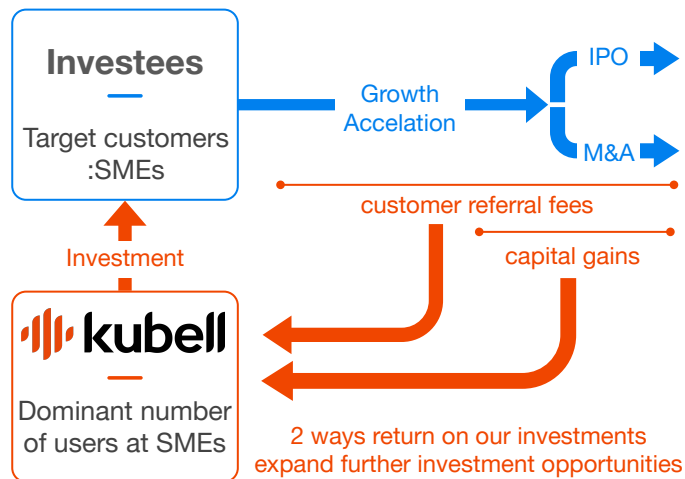 Investees
Target customers
:SMEs
Growth
Accelation
IPO
M&A
customer referral fees
capital gains
Investment
kubell
Dominant number
of users at SMEs
2 ways return on our investments
expand further investment opportunities